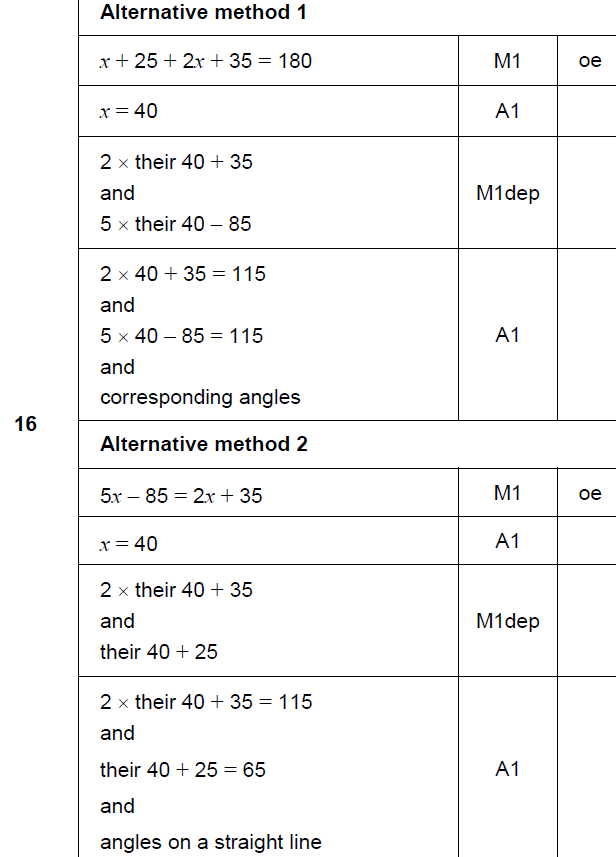 Alternative method 1
x + 25 + 2x + 35 = 180 M1 oe
x = 40 A1
2 × their 40 + 35
and
M1dep
5 × their 40 – 85
2 × 40 + 35 = 115
and
5 × 40 – 85 = 115 A1
and
corresponding angles
16
Alternative method 2
5x – 85 = 2x + 35 M1 oe
x = 40 A1
2 × their 40 + 35
and M1dep
their 40 + 25
2 × their 40 + 35 = 115
and
their 40 + 25 = 65 A1
and
angles on a straight line